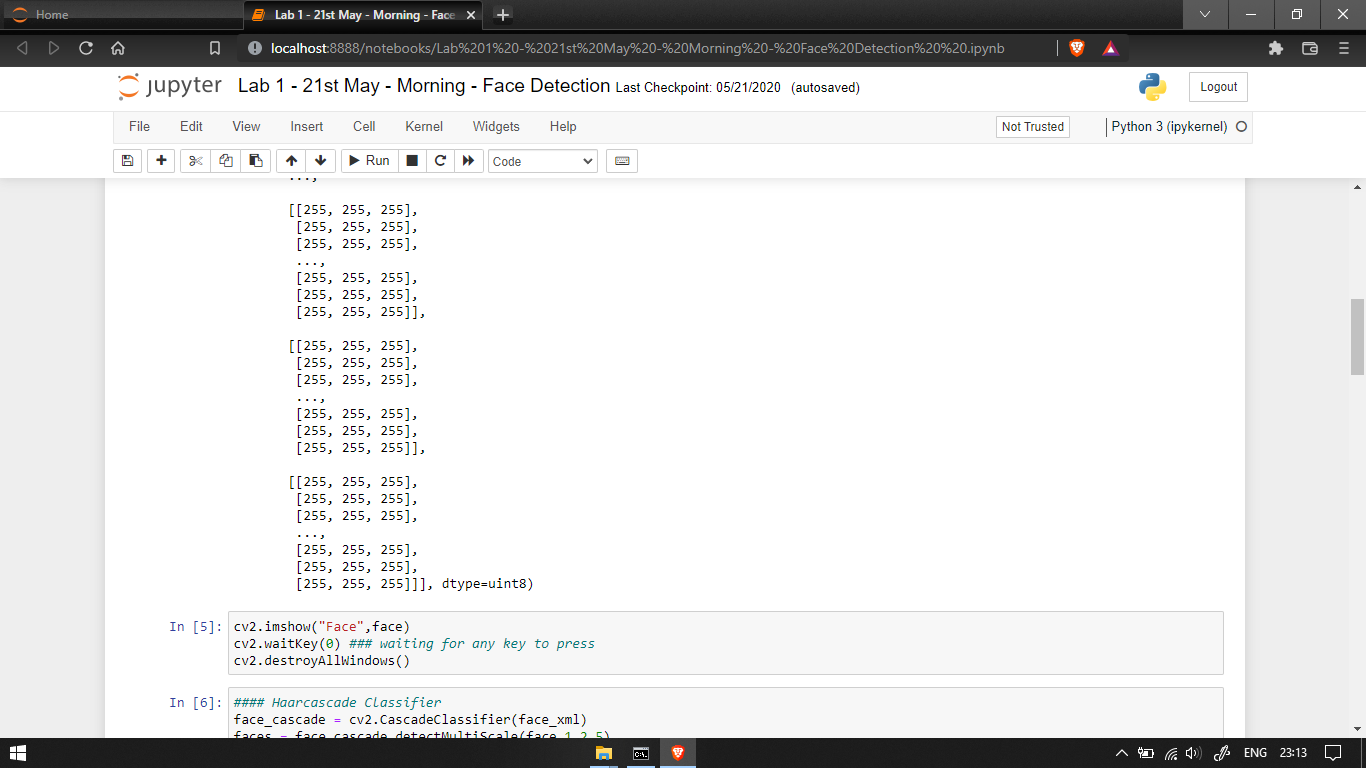 Home
Lab 1 - 21st May - Morning - Face
localhost:8888/notebooks/Lab%201%20-%2021st%20May%20-%20Morning%20-%20Face%20Detection%20%20.ipynb
jupyter Lab 1 - 21st May - Morning - Face Detection Last Checkpoint: 05/21/2020 (autosaved)
Logout
File Edit View Insert Cell Kernel Widgets Help
Not Trusted
Python 3 (ipykernel)
Run
Code
...,
[[255, 255, 255],
[255, 255, 255],
[255, 255, 255],
...,
[255, 255, 255],
[255, 255, 255],
[255, 255, 255]],
[[255, 255, 255],
[255, 255, 255],
[255, 255, 255],
...,
[255, 255, 255],
[255, 255, 255],
[255, 255, 255]],
[[255, 255, 255],
[255, 255, 255],
[255, 255, 255],
...,
[255, 255, 255],
[255, 255, 255],
[255, 255, 255]]], dtype=uint8)
In [5]: cv2.imshow("Face",face)
cv2.waitKey(0) ### waiting for any key to press
cv2.destroyAllWindows()
In [6]: #### Haarcascade Classifier
face_cascade = cv2.CascadeClassifier(face_xml)
faces = face_cascade.detectMultiScale(face,1.2,5)
ENG 23:13